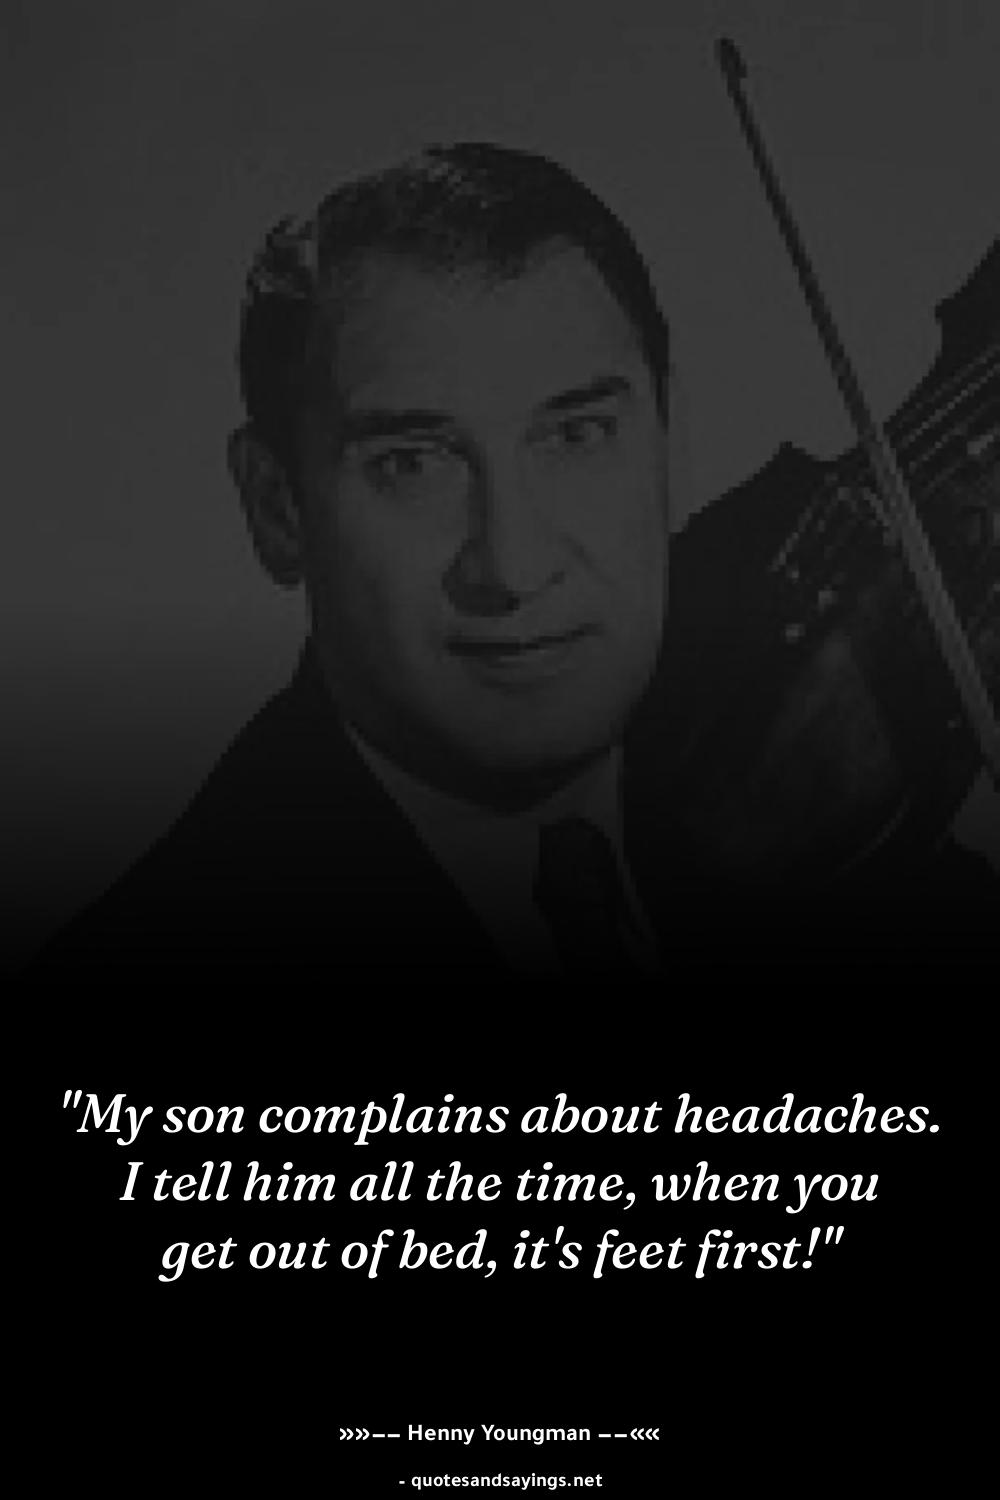 "My son complains about headaches.
I tell him all the time, when you
get out of bed, it's feet first!"
»»–– Henny Youngman ––««
- quotesandsayings.net